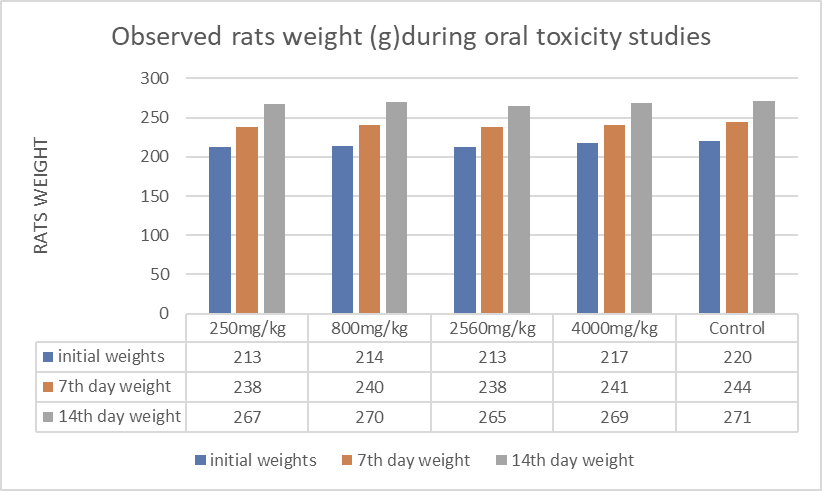 Observed rats weight (g)during oral toxicity studies
RATS WEIGHT
300
250
200
150
100
50
0
250mg/kg 800mg/kg 2560mg/kg 4000mg/kg Control
initial weights 213 214 213 217 220
7th day weight 238 240 238 241 244
14th day weight 267 270 265 269 271
initial weights 7th day weight 14th day weight